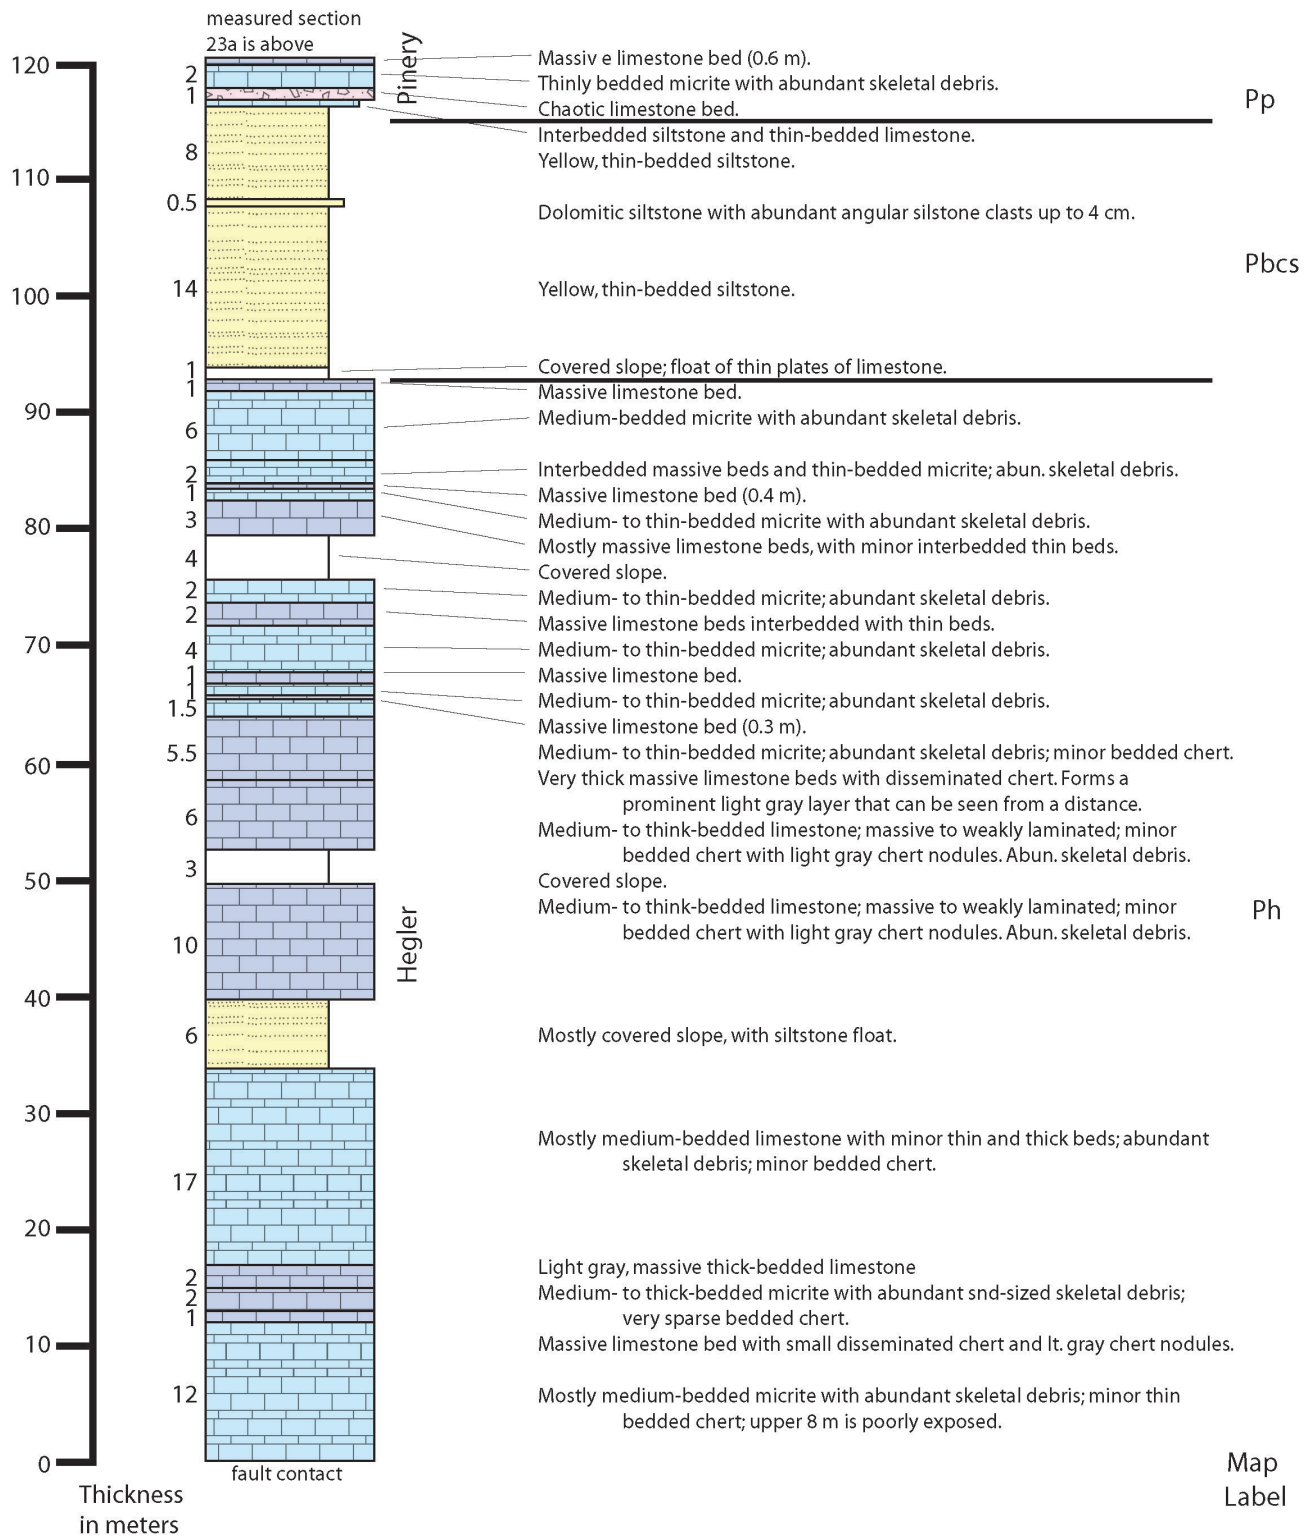 measured section
23a is above
120
110
100
90
80
70
60
50
40
30
20
10
0
Thickness
in meters
2
1
8
0.5
14
1
1
6
2
1
3
4
2
2
4
1
1
1.5
5.5
6
3
10
6
17
2
2
1
12
fault contact
Pinery
Hegler
Massiv e limestone bed (0.6 m).
Thinly bedded micrite with abundant skeletal debris.
Chaotic limestone bed.
Interbedded siltstone and thin-bedded limestone.
Yellow, thin-bedded siltstone.
Dolomitic siltstone with abundant angular silstone clasts up to 4 cm.
Yellow, thin-bedded siltstone.
Covered slope; float of thin plates of limestone.
Massive limestone bed.
Medium-bedded micrite with abundant skeletal debris.
Interbedded massive beds and thin-bedded micrite; abun. skeletal debris.
Massive limestone bed (0.4 m).
Medium- to thin-bedded micrite with abundant skeletal debris.
Mostly massive limestone beds, with minor interbedded thin beds.
Covered slope.
Medium- to thin-bedded micrite; abundant skeletal debris.
Massive limestone beds interbedded with thin beds.
Medium- to thin-bedded micrite; abundant skeletal debris.
Massive limestone bed.
Medium- to thin-bedded micrite; abundant skeletal debris.
Massive limestone bed (0.3 m).
Medium- to thin-bedded micrite; abundant skeletal debris; minor bedded chert.
Very thick massive limestone beds with disseminated chert. Forms a
prominent light gray layer that can be seen from a distance.
Medium- to think-bedded limestone; massive to weakly laminated; minor
bedded chert with light gray chert nodules. Abun. skeletal debris.
Covered slope.
Medium- to think-bedded limestone; massive to weakly laminated; minor
bedded chert with light gray chert nodules. Abun. skeletal debris.
Mostly covered slope, with siltstone float.
Mostly medium-bedded limestone with minor thin and thick beds; abundant
skeletal debris; minor bedded chert.
Light gray, massive thick-bedded limestone
Medium- to thick-bedded micrite with abundant snd-sized skeletal debris;
very sparse bedded chert.
Massive limestone bed with small disseminated chert and lt. gray chert nodules.
Mostly medium-bedded micrite with abundant skeletal debris; minor thin
bedded chert; upper 8 m is poorly exposed.
Pp
Pbcs
Ph
Map
Label